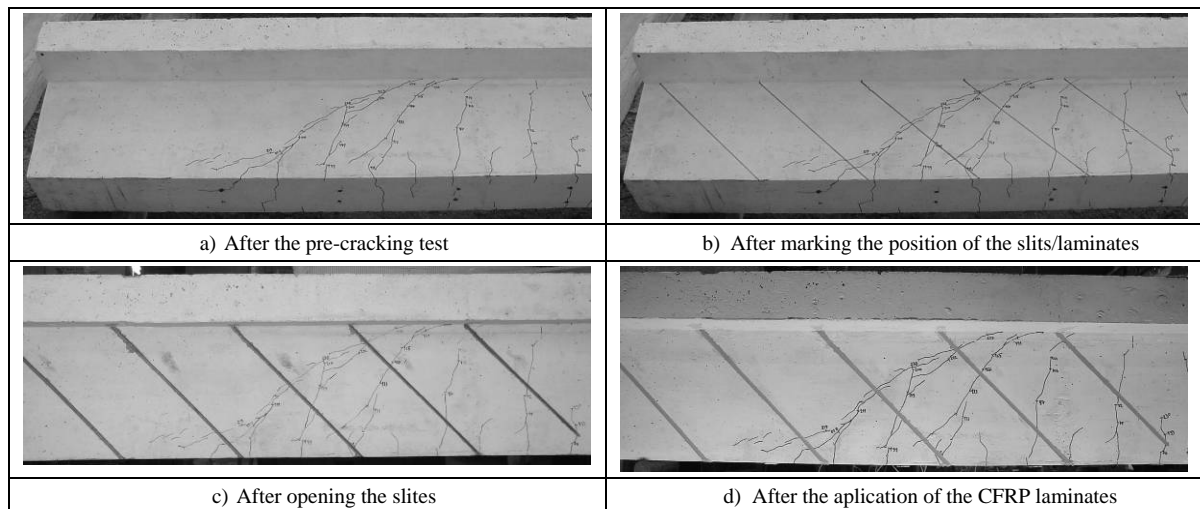 a) After the pre-cracking test
b) After marking the position of the slits/laminates
c) After opening the slites
d) After the aplication of the CFRP laminates